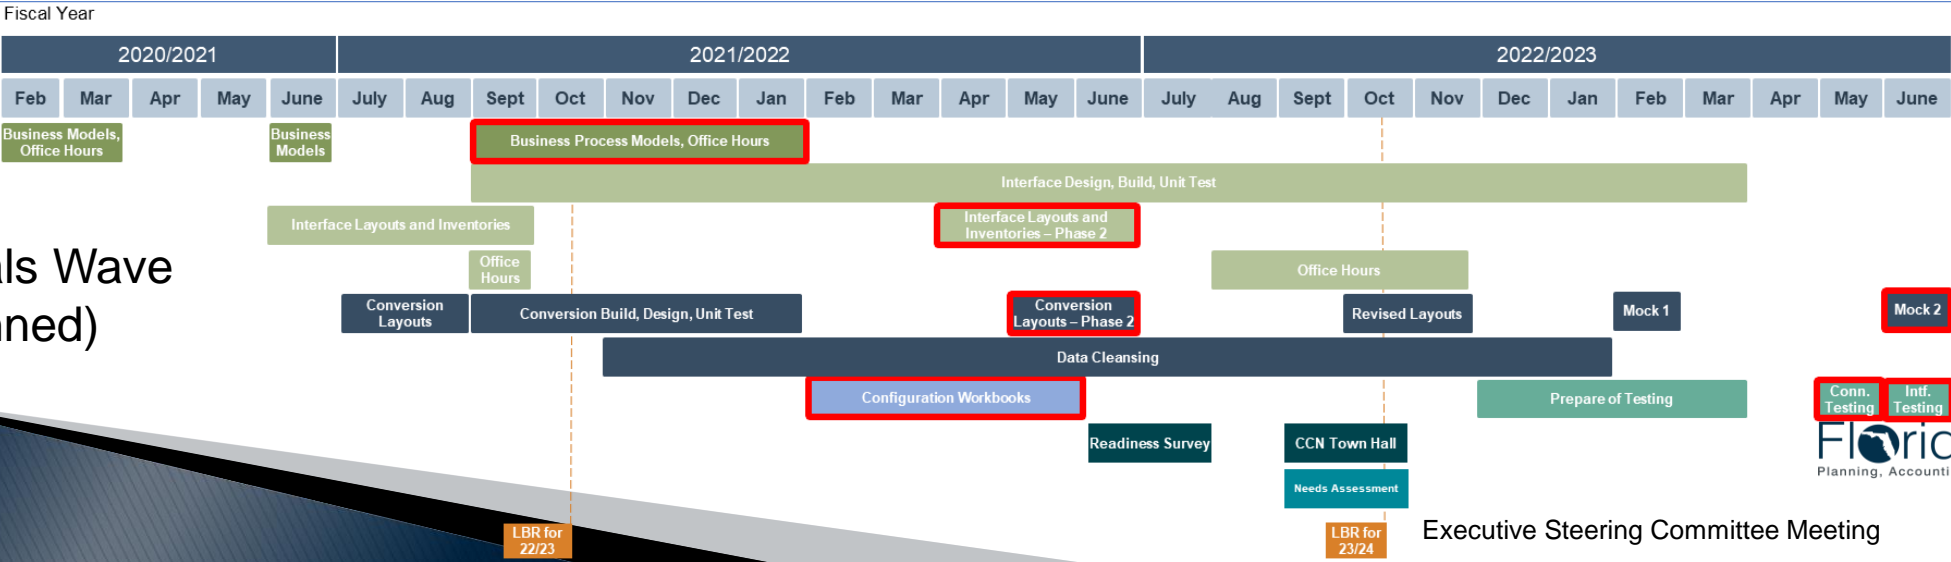 Fiscal Year
2020/2021 2021/2022 2022/2023
Feb Mar Apr May June July Aug Sept Oct Nov Dec Jan Feb Mar Apr May June July Aug Sept Oct Nov Dec Jan Feb Mar Apr May June
Business Models,
Office Hours
Business
Models
Business Process Models, Office Hours
Interface Design, Build, Unit Test
Interface Layouts and Inventories
Interface Layouts and
Inventories – Phase 2
als Wave
nned)
Office
Hours
Office Hours
Conversion
Layouts
Conversion Build, Design, Unit Test
Conversion
Layouts – Phase 2
Revised Layouts
Mock 1
Mock 2
Data Cleansing
Configuration Workbooks
Prepare of Testing
Conn.
Testing
Intf.
Testing
Readiness Survey
CCN Town Hall
Needs Assessment
Floric
Planning, Accounti
LBR for
22/23
LBR for
23/24
Executive Steering Committee Meeting